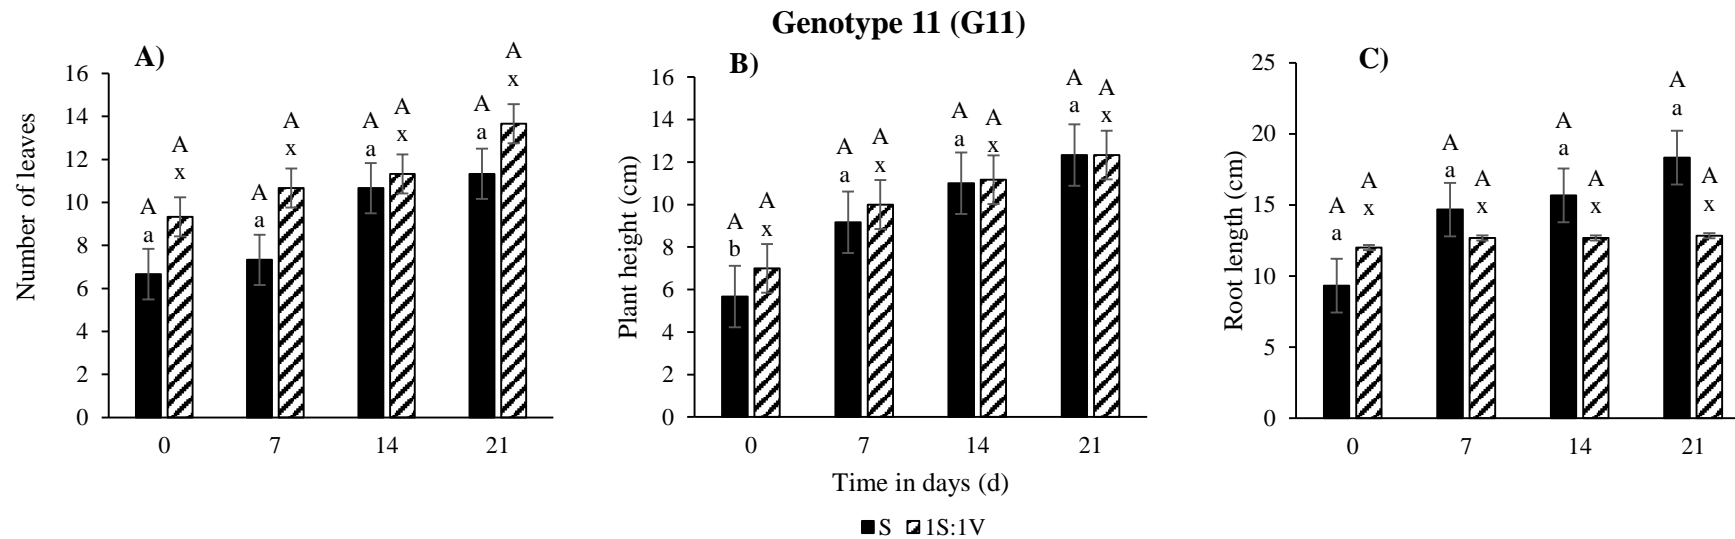 Genotype 11 (G11)
A)
Number of leaves
16
14
12
10
8
6
4
2
0
A
a
A
x
A
a
A
x
A
a
A
x
A
a
A
x
0 7 14 21
B)
Plant height (cm)
16
14
12
10
8
6
4
2
0
A
b
A
x
A
a
A
x
A
a
A
x
A
a
A
x
0 7 14 21
C)
Root length (cm)
25
20
15
10
5
0
A
a
A
x
A
a
A
x
A
a
A
x
A
a
A
x
0 7 14 21
Time in days (d)
S 1S:1V